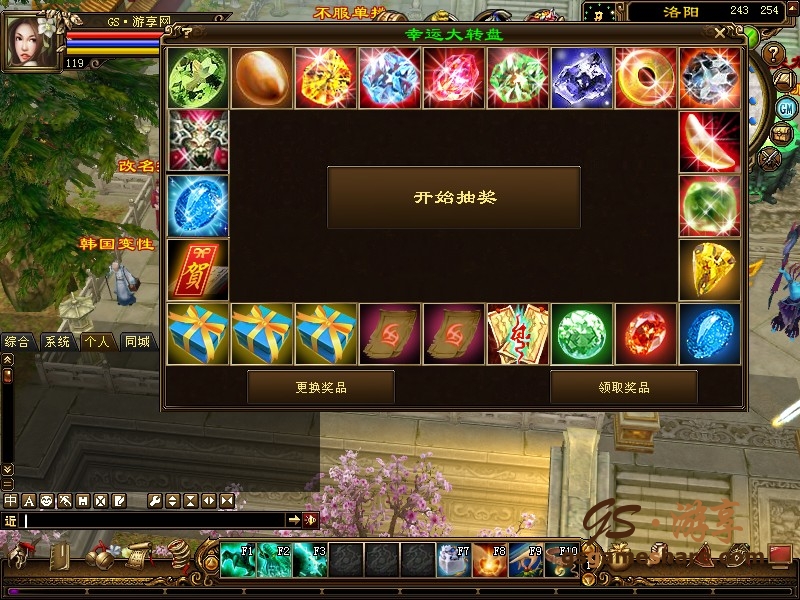 GS·游享网
119
不服单挑
洛阳
243 254
幸运大转盘
?
CM
改名
贺
开始抽奖
韩国变性
综合 系统 个人 同城
更换奖品 领取奖品
中 A
近
GS·游享
F1 F2 F3 F7 F8 F9 F10